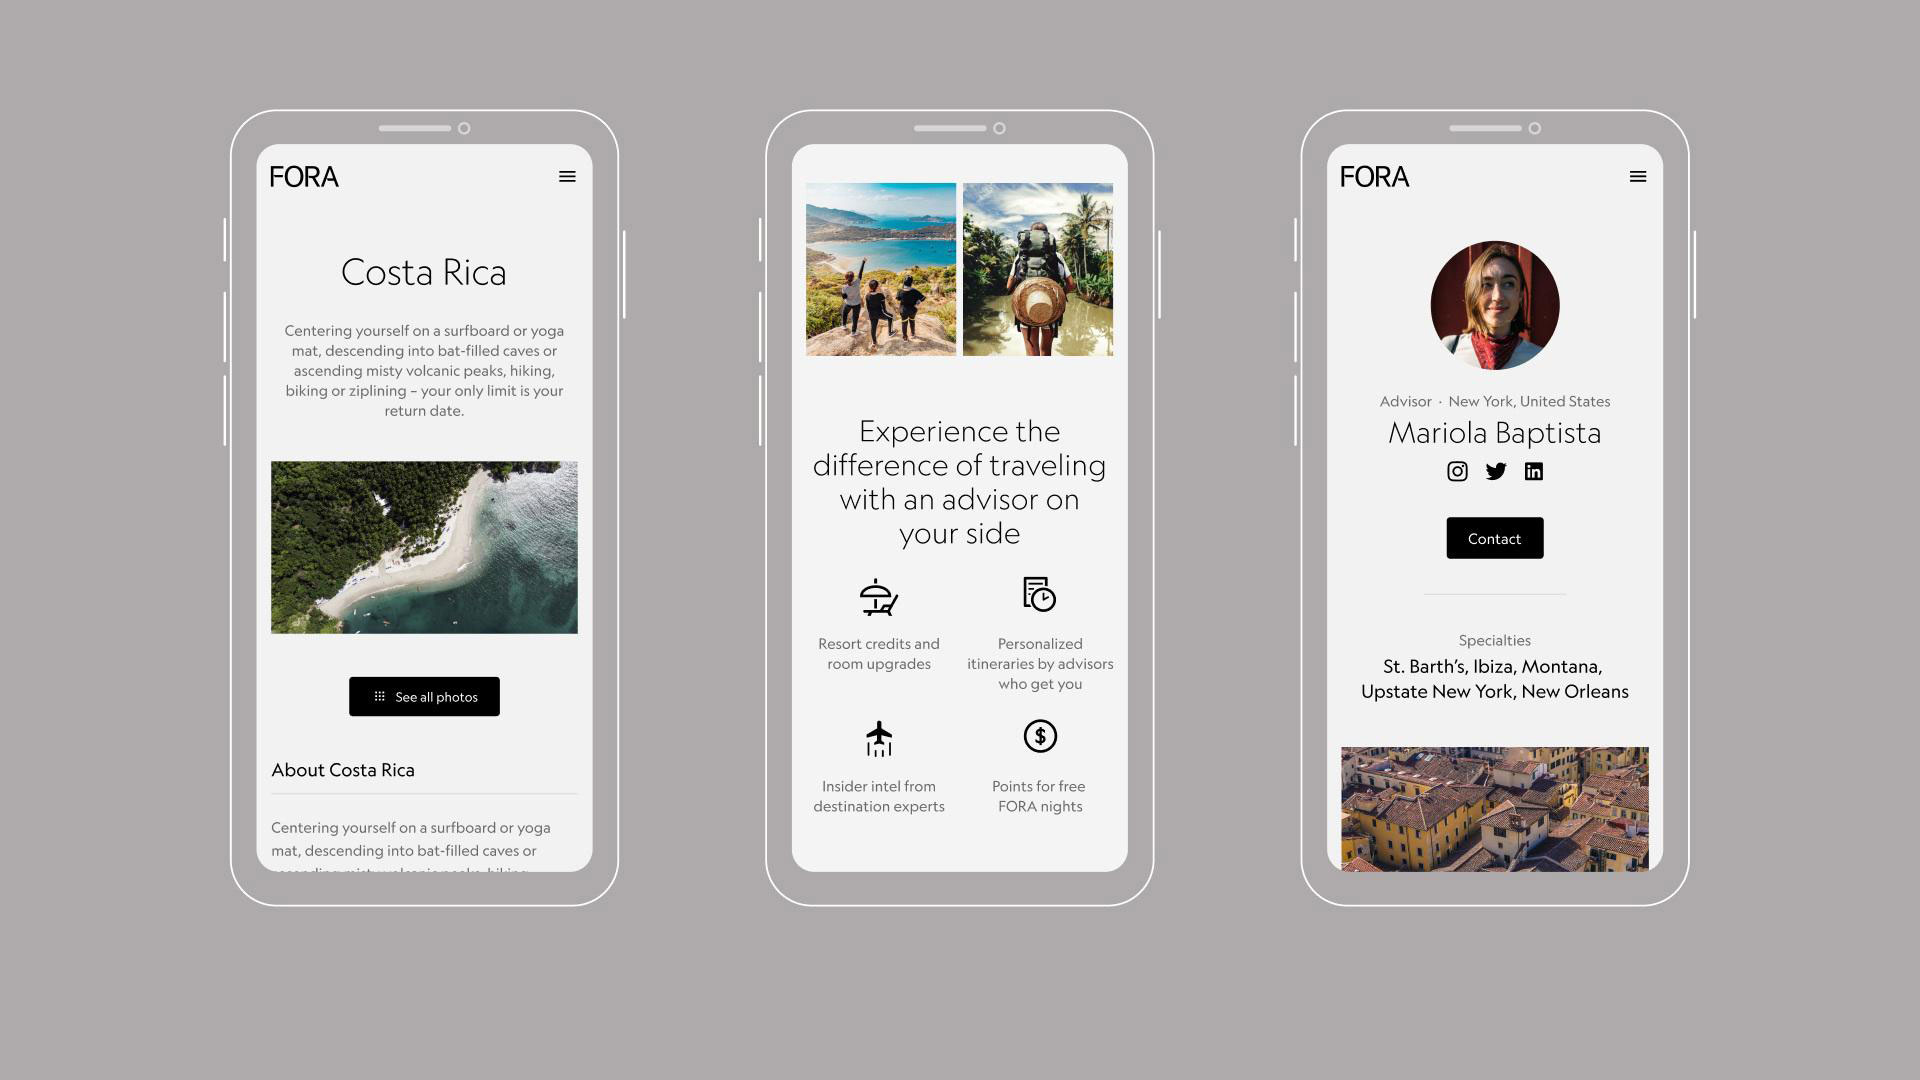 FORA
Costa Rica
Centering yourself on a surfboard or yoga
mat, descending into bat-filled caves or
ascending misty volcanic peaks, hiking,
biking or ziplining – your only limit is your
return date.
See all photos
About Costa Rica
Centering yourself on a surfboard or yoga
mat, descending into bat-filled caves or
Experience the
difference of traveling
with an advisor on
your side
Resort credits and
room upgrades
Personalized
itineraries by advisors
who get you
Insider intel from
destination experts
Points for free
FORA nights
FORA
Advisor · New York, United States
Mariola Baptista
Contact
Specialties
St. Barth’s, Ibiza, Montana,
Upstate New York, New Orleans